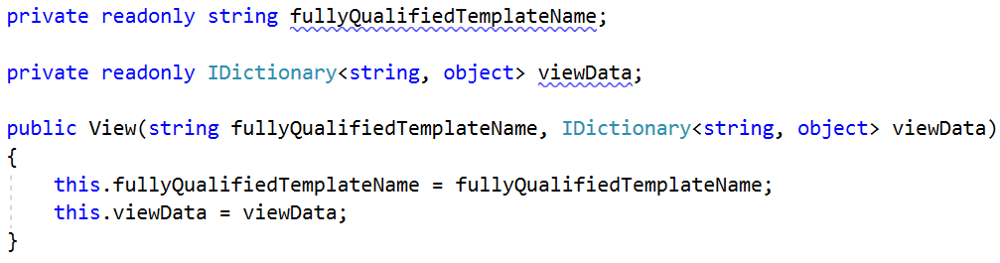 private readonly string fullyQualifiedTemplateName;
private readonly IDictionary<string, object> viewData;
public View(string fullyQualifiedTemplateName, IDictionary<string, object> viewData)
{
    this.fullyQualifiedTemplateName = fullyQualifiedTemplateName;
    this.viewData = viewData;
}